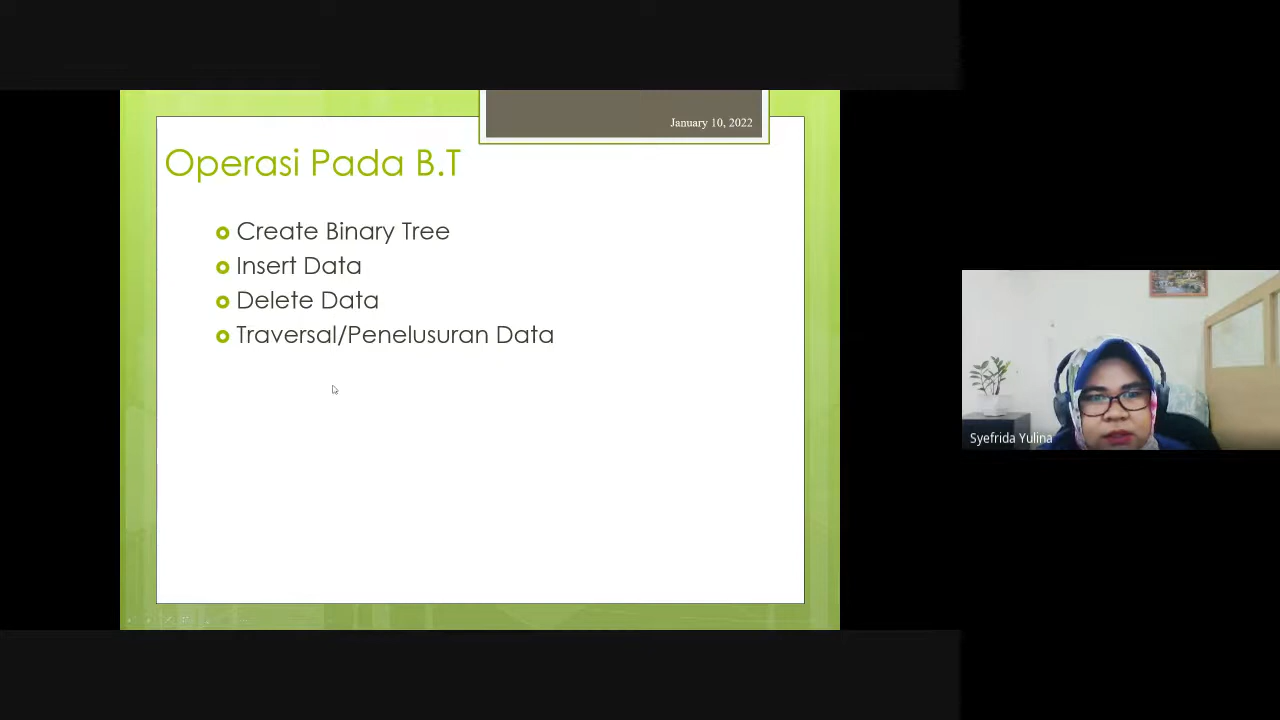 January 10, 2022
Operasi Pada B.T
Create Binary Tree
Insert Data
Delete Data
Traversal/Penelusuran Data
Syefrida Yulina